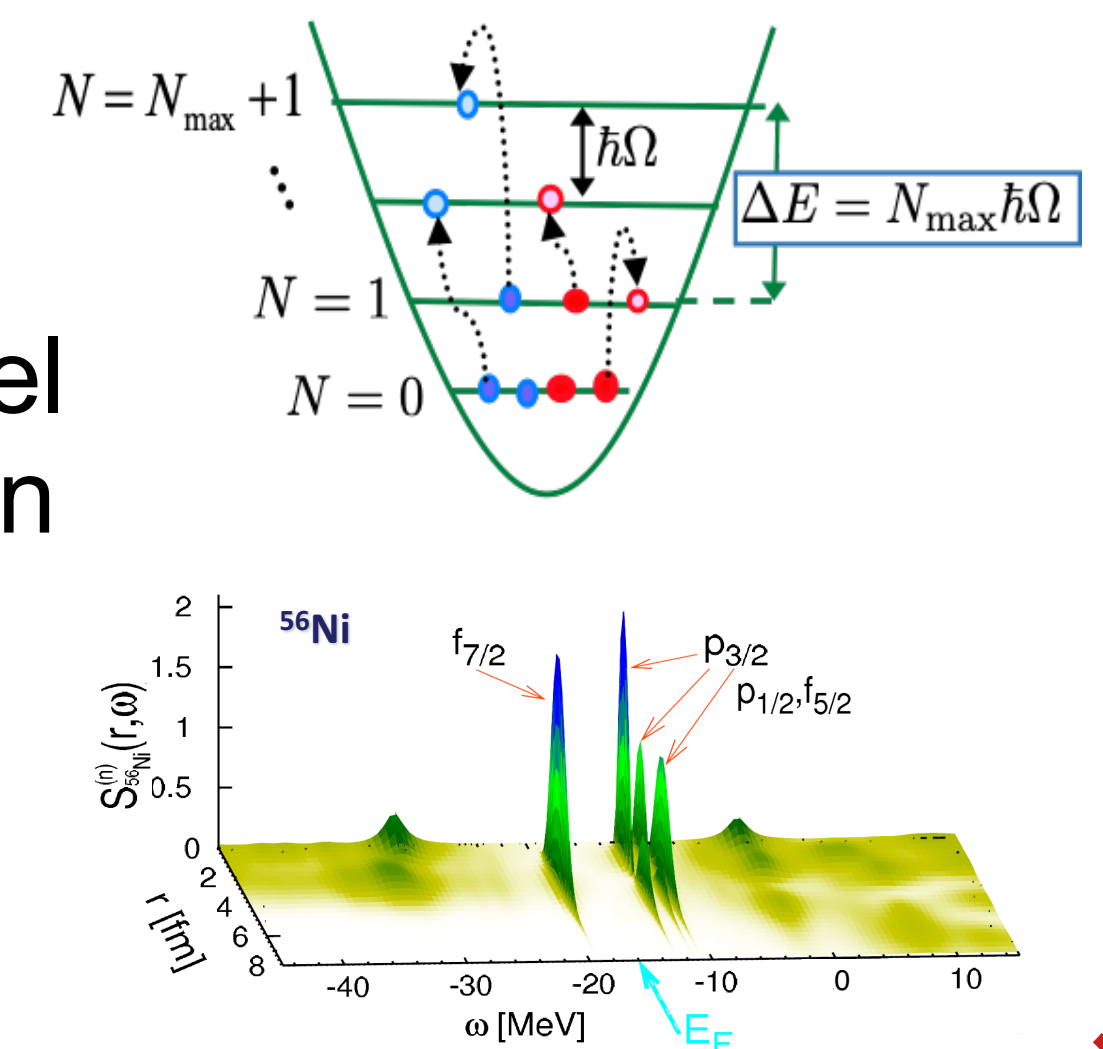 N = N_max +1
ħΩ
ΔE = N_max ħΩ
N = 1
el
N = 0
n
⁵⁶Ni
2
1.5
1
0.5
0
S⁽ⁿ⁾₅₆Ni(r,ω)
f7/2
p3/2
p1/2,f5/2
2
4
6
8
r [fm]
-40 -30 -20 -10 0 10
ω [MeV]
E_F